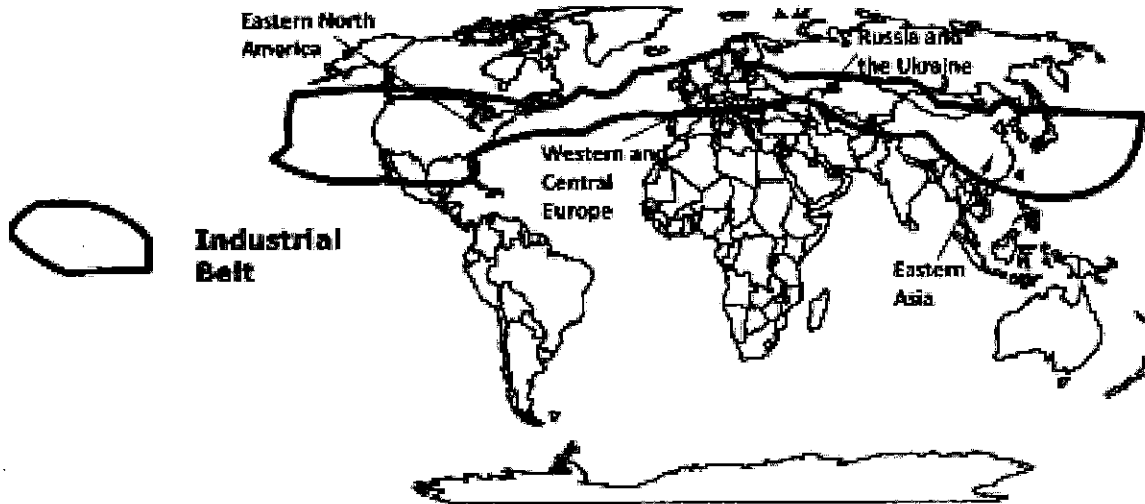 Eastern North
America
Russia and
the Ukraine
Western and
Central
Europe
Industrial
Belt
Eastern
Asia